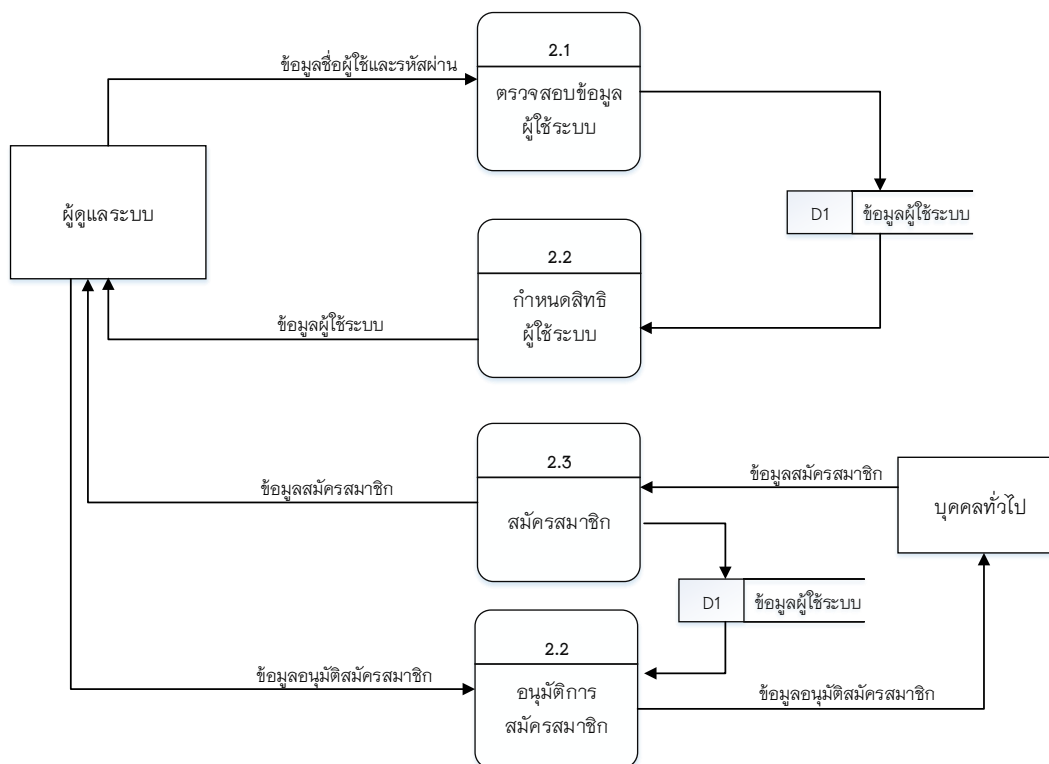 2.1
ข้อมูลชื่อผู้ใช้และรหัสผ่าน
ตรวจสอบข้อมูล
ผู้ใช้ระบบ
ผู้ดูแลระบบ
D1 ข้อมูลผู้ใช้ระบบ
2.2
กำหนดสิทธิ
ผู้ใช้ระบบ
ข้อมูลผู้ใช้ระบบ
2.3
ข้อมูลสมัครสมาชิก
สมัครสมาชิก
ข้อมูลสมัครสมาชิก
บุคคลทั่วไป
D1 ข้อมูลผู้ใช้ระบบ
2.2
ข้อมูลอนุมัติสมัครสมาชิก
อนุมัติการ
สมัครสมาชิก
ข้อมูลอนุมัติสมัครสมาชิก